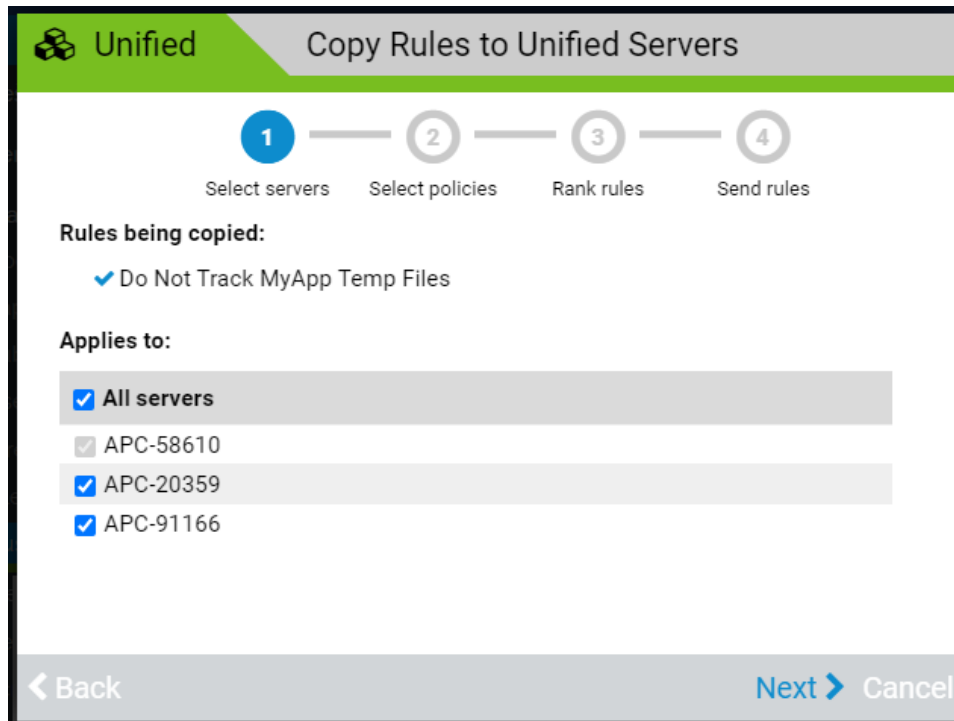 Unified
Copy Rules to Unified Servers
1 2 3 4
Select servers Select policies Rank rules Send rules
Rules being copied:
Do Not Track MyApp Temp Files
Applies to:
All servers
APC-58610
APC-20359
APC-91166
Back Next Cancel